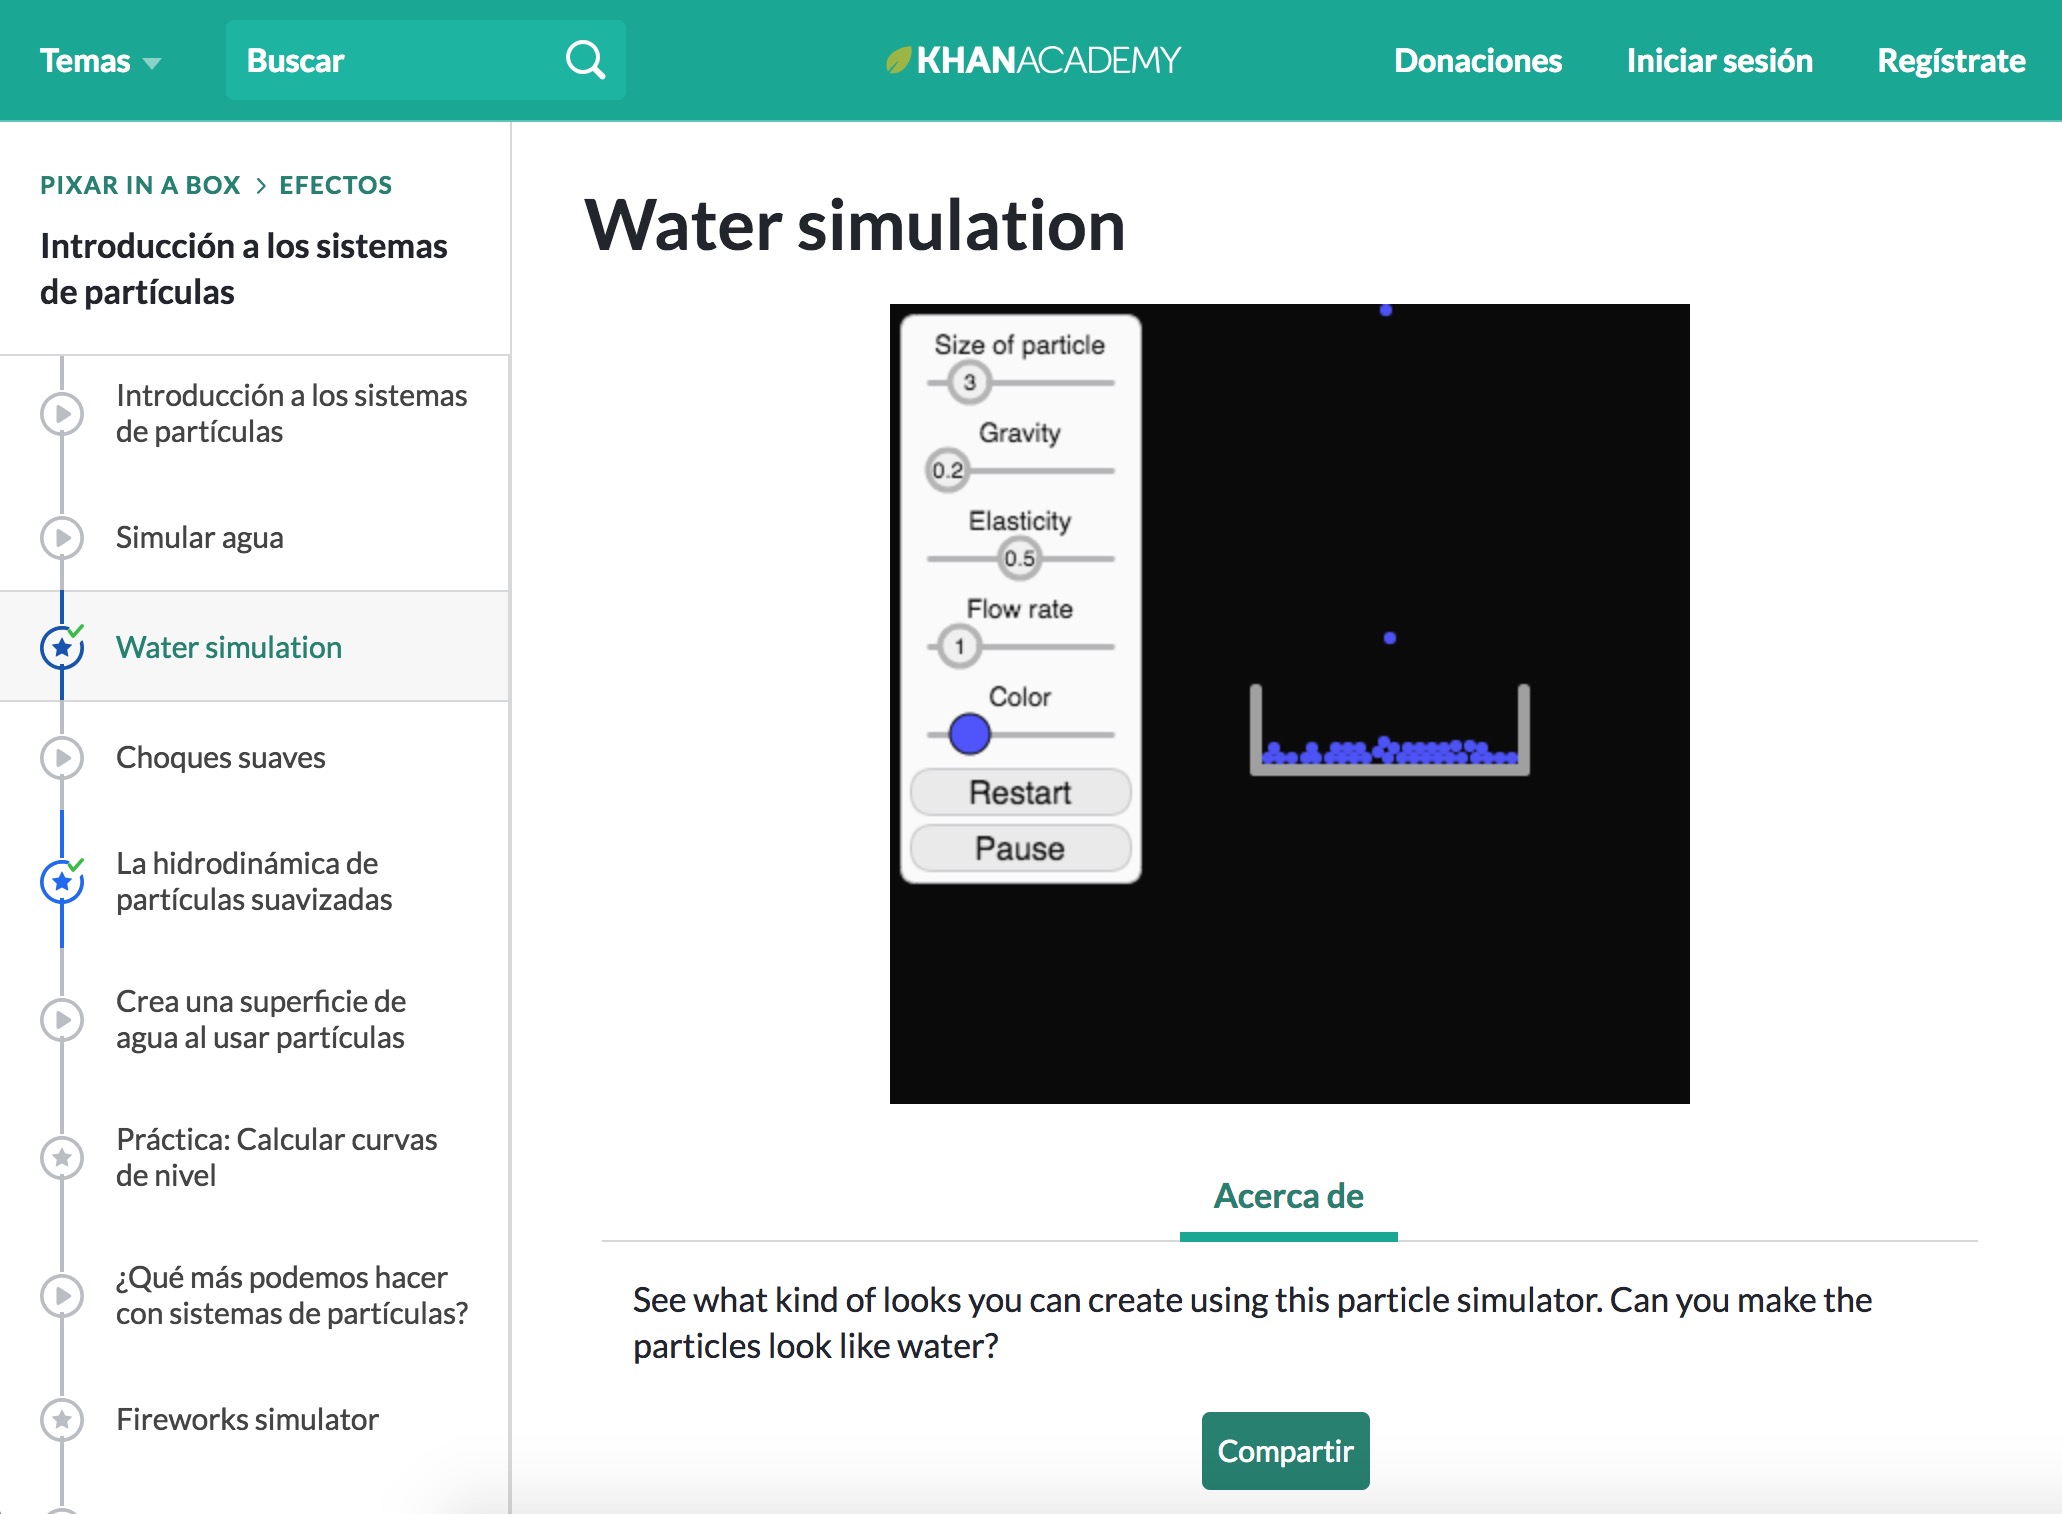 Temas
Buscar
KHANACADEMY
Donaciones
Iniciar sesión
Regístrate
PIXAR IN A BOX > EFECTOS
Introducción a los sistemas
de partículas
Introducción a los sistemas
de partículas
Simular agua
Water simulation
Choques suaves
La hidrodinámica de
partículas suavizadas
Crea una superficie de
agua al usar partículas
Práctica: Calcular curvas
de nivel
¿Qué más podemos hacer
con sistemas de partículas?
Fireworks simulator
Water simulation
Size of particle
3
Gravity
0.2
Elasticity
0.5
Flow rate
1
Color
Restart
Pause
Acerca de
See what kind of looks you can create using this particle simulator. Can you make the
particles look like water?
Compartir